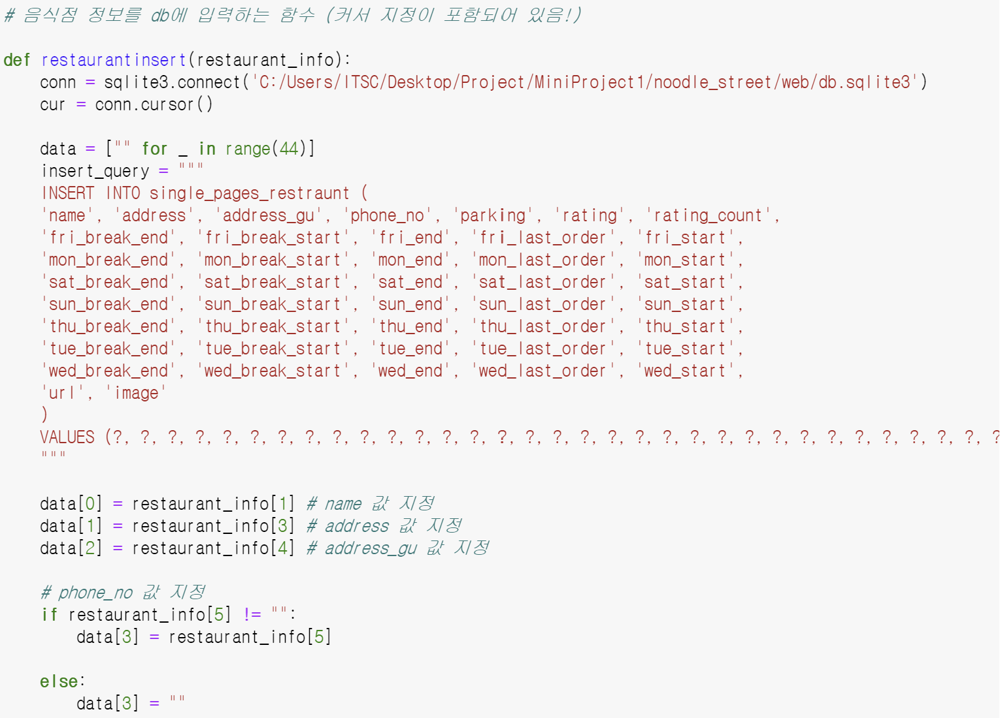 # 음식점 정보를 db에 입력하는 함수 (커서 지정이 포함되어 있음!)
def restaurantinsert(restaurant_info):
conn = sqlite3.connect('C:/Users/ITSC/Desktop/Project/MiniProject1/noodle_street/web/db.sqlite3')
cur = conn.cursor()
data = ["" for _ in range(44)]
insert_query = """
INSERT INTO single_pages_restraunt (
'name', 'address', 'address_gu', 'phone_no', 'parking', 'rating', 'rating_count',
'fri_break_end', 'fri_break_start', 'fri_end', 'fri_last_order', 'fri_start',
'mon_break_end', 'mon_break_start', 'mon_end', 'mon_last_order', 'mon_start',
'sat_break_end', 'sat_break_start', 'sat_end', 'sat_last_order', 'sat_start',
'sun_break_end', 'sun_break_start', 'sun_end', 'sun_last_order', 'sun_start',
'thu_break_end', 'thu_break_start', 'thu_end', 'thu_last_order', 'thu_start',
'tue_break_end', 'tue_break_start', 'tue_end', 'tue_last_order', 'tue_start',
'wed_break_end', 'wed_break_start', 'wed_end', 'wed_last_order', 'wed_start',
'url', 'image'
)
VALUES (?, ?, ?, ?, ?, ?, ?, ?, ?, ?, ?, ?, ?, ?, ?, ?, ?, ?, ?, ?, ?, ?, ?, ?, ?, ?, ?, ?, ?, ?, ?, ?, ?
"""
data[0] = restaurant_info[1] # name 값 지정
data[1] = restaurant_info[3] # address 값 지정
data[2] = restaurant_info[4] # address_gu 값 지정
# phone_no 값 지정
if restaurant_info[5] != "":
data[3] = restaurant_info[5]
else:
data[3] = ""